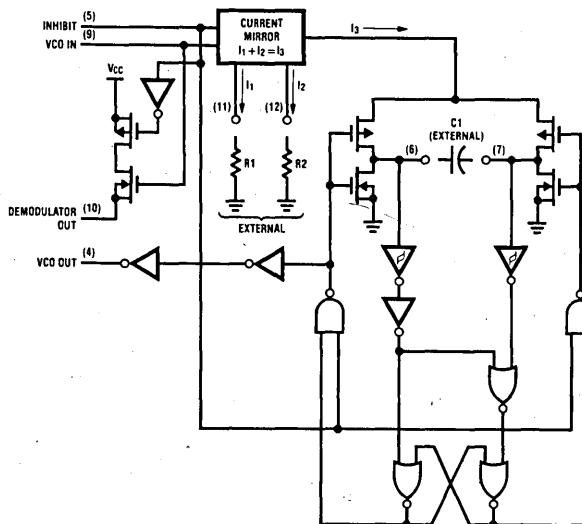 INHIBIT (5)
VCO IN (9)
CURRENT
MIRROR
I1 + I2 = I3
I3
VCC
I1
I2
(11)
(12)
R1
R2
EXTERNAL
C1
(EXTERNAL)
(6)
(7)
DEMODULATOR (10)
OUT
VCO OUT (4)